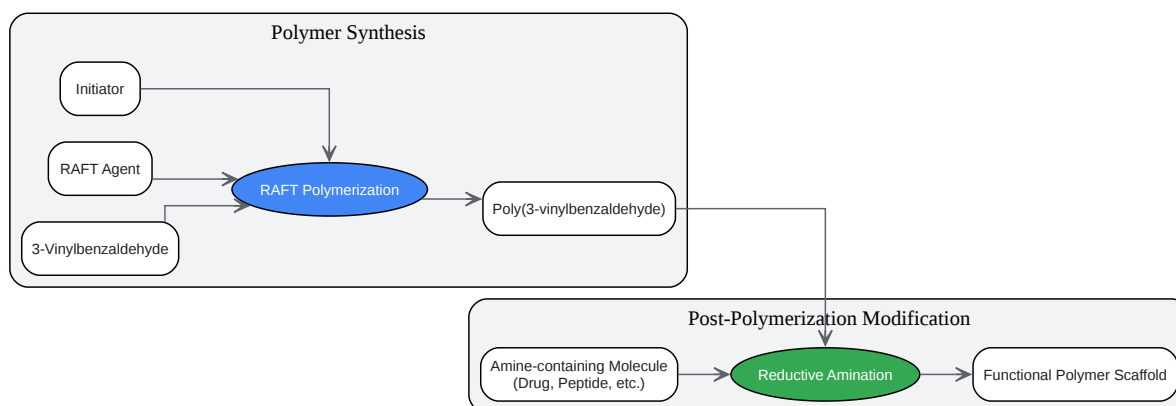 Polymer Synthesis
Initiator
RAFT Agent
RAFT Polymerization
3-Vinylbenzaldehyde
Poly(3-vinylbenzaldehyde)
Post-Polymerization Modification
Amine-containing Molecule
(Drug, Peptide, etc.)
Reductive Amination
Functional Polymer Scaffold